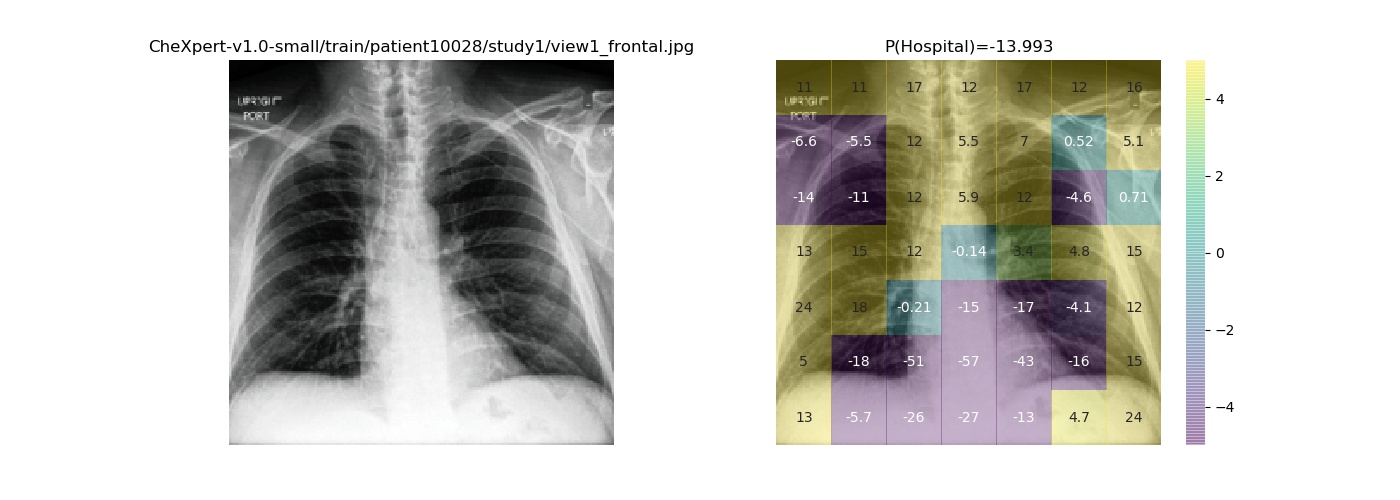 CheXpert-v1.0-small/train/patient10028/study1/view1_frontal.jpg
P(Hospital)=-13.993
UPRIGHT
PORT
UPRIGHT
PORT
11 11 17 12 17 12 16
-6.6 -5.5 12 5.5 7 0.52 5.1
-14 -11 12 5.9 12 -4.6 0.71
13 15 12 -0.14 3.4 4.8 15
24 18 -0.21 -15 -17 -4.1 12
5 -18 -51 -57 -43 -16 15
13 -5.7 -26 -27 -13 4.7 24
4
2
0
−2
−4